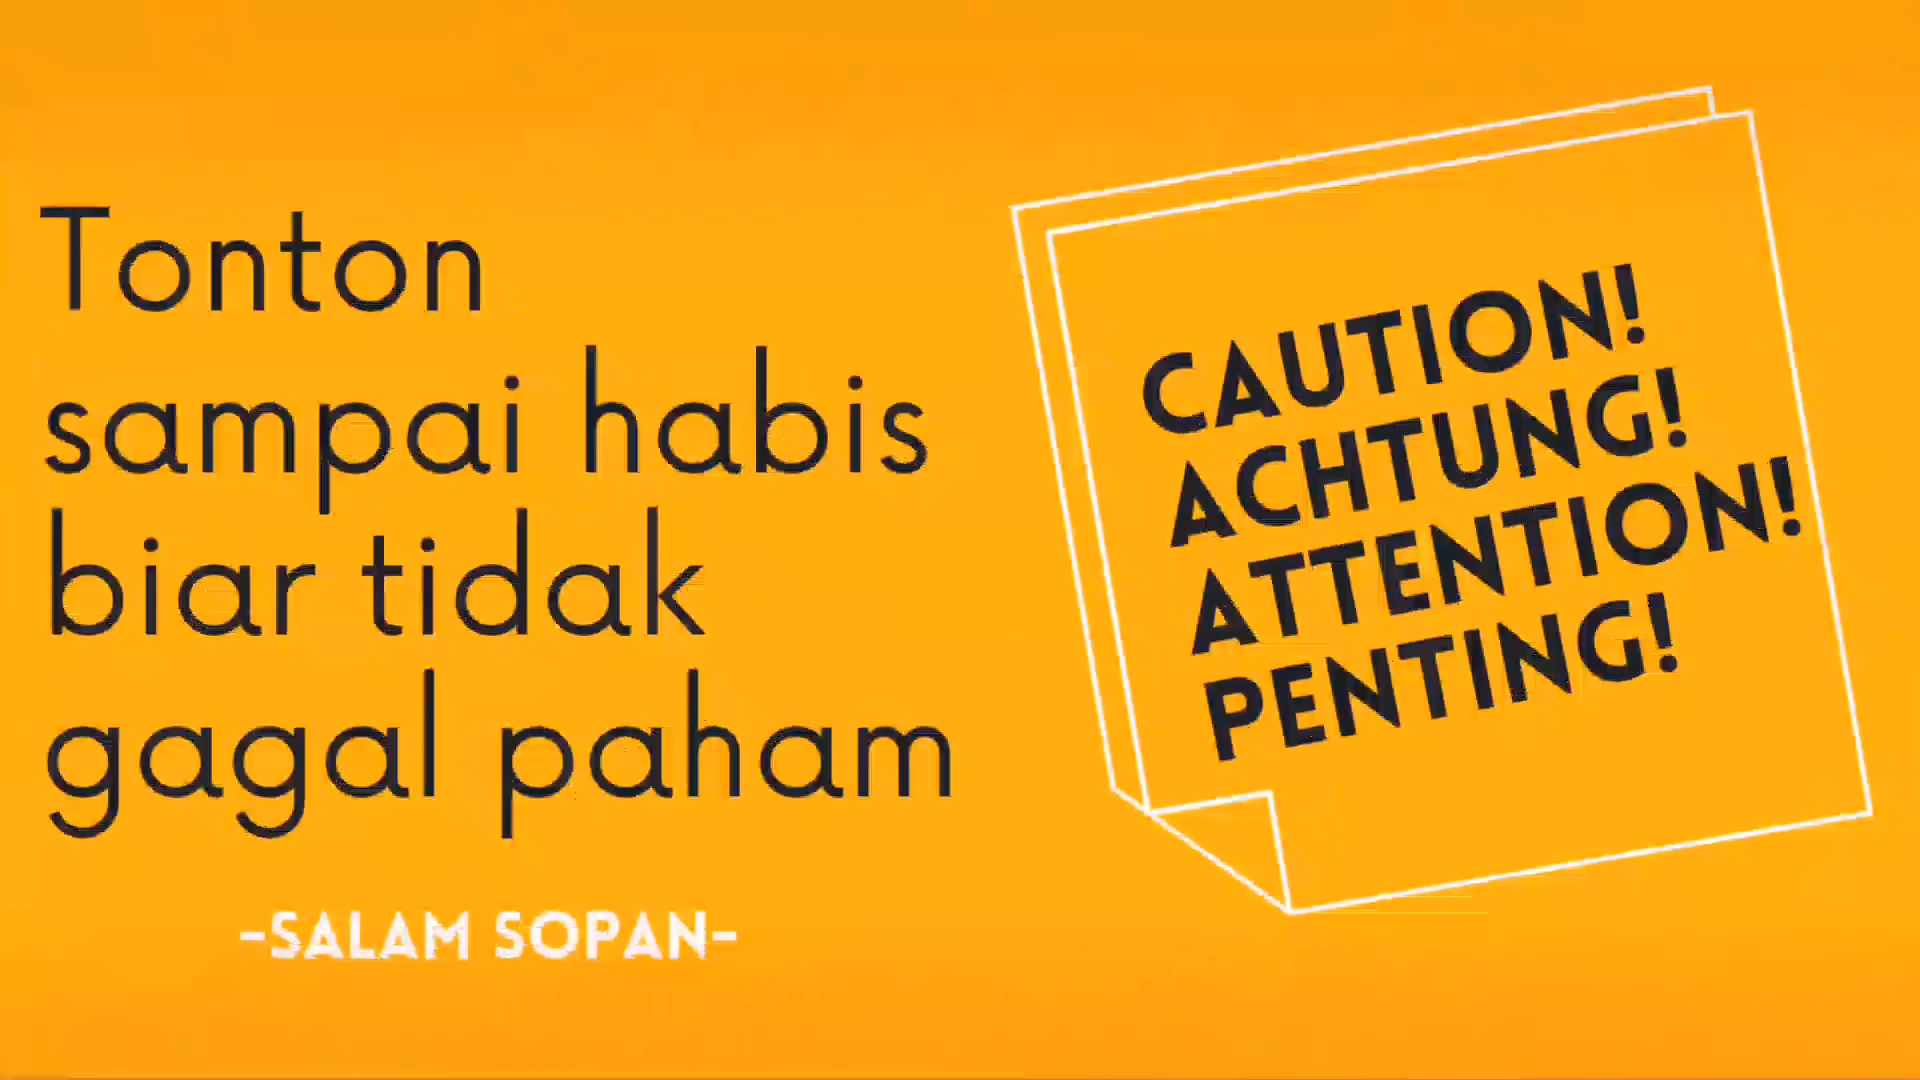 Tonton
sampai habis
biar tidak
gagal paham
-SALAM SOPAN-
CAUTION!
ACHTUNG!
ATTENTION!
PENTING!